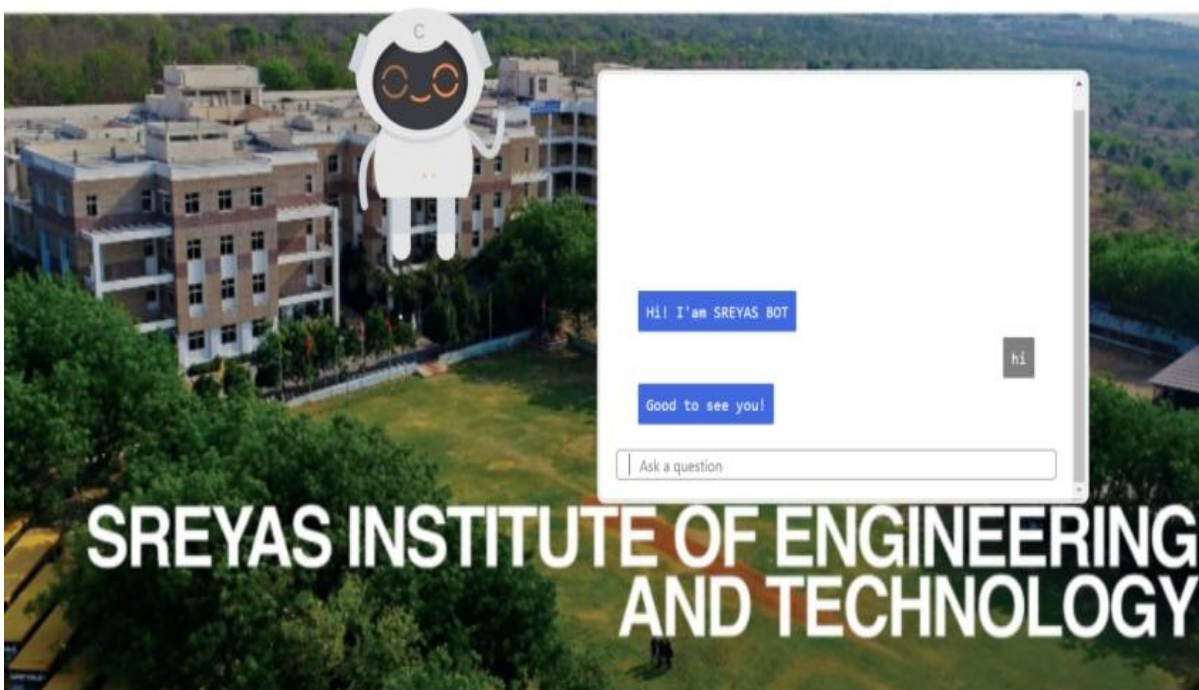 C
Hi! I'am SREYAS BOT
hi
Good to see you!
Ask a question
SREYAS INSTITUTE OF ENGINEERING
AND TECHNOLOGY